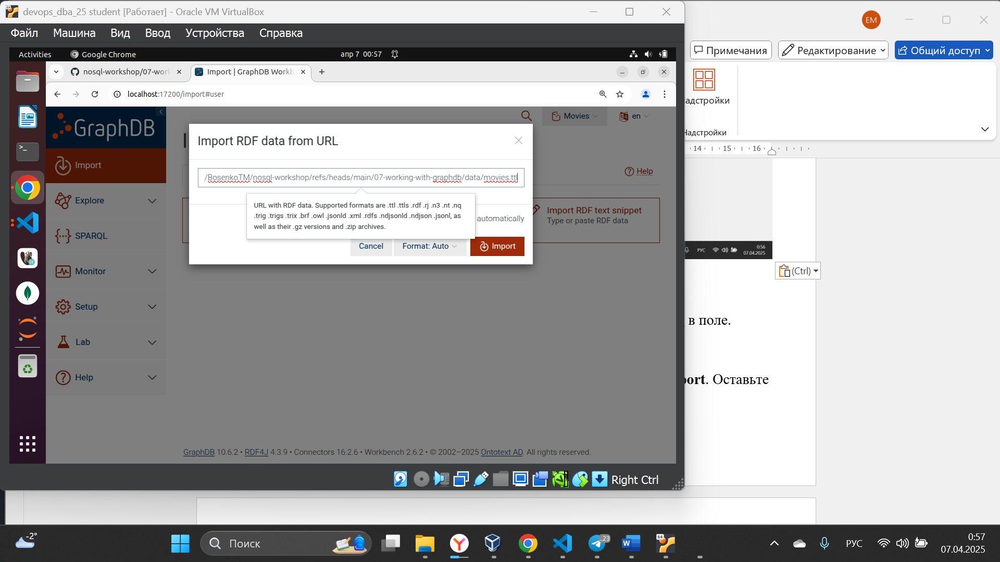 devops_dba_25 student [Работает] - Oracle VM VirtualBox
Файл Машина Вид Ввод Устройства Справка
Activities Google Chrome апр 7 00:57
nosql-workshop/07-work Import | GraphDB Workb
localhost:17200/import#user
GraphDB
Movies en
Import
Explore
SPARQL
Monitor
Setup
Lab
Help
Import RDF data from URL
/BosenkoTM/nosql-workshop/refs/heads/main/07-working-with-graphdb/data/movies.ttl
URL with RDF data. Supported formats are .ttl .ttls .rdf .rj .n3 .nt .nq
.trig .trigs .trix .brf .owl .jsonld .xml .rdfs .ndjsonld .ndjson .jsonl, as
well as their .gz versions and .zip archives.
automatically
Cancel Format: Auto Import
Help
Import RDF text snippet
Type or paste RDF data
GraphDB 10.6.2 • RDF4J 4.3.9 • Connectors 16.2.6 • Workbench 2.6.2 • © 2002–2025 Ontotext AD. All rights reserved.
Right Ctrl
EM
Примечания Редактирование Общий доступ
адстройки
Надстройки
14 15 16
РУС 0:56
07.04.2025
(Ctrl)
в поле.
port. Оставьте
-2°
Поиск
..23
64
РУС
0:57
07.04.2025